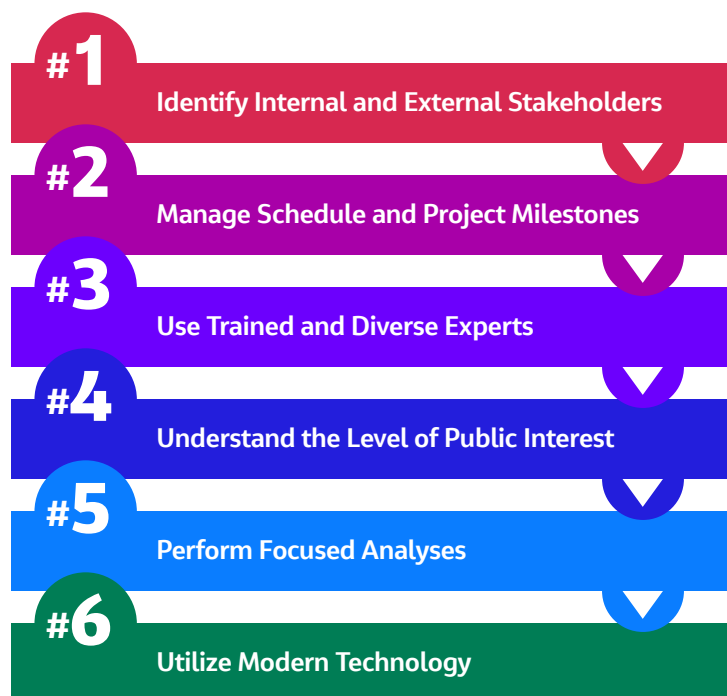 #1
Identify Internal and External Stakeholders
#2
Manage Schedule and Project Milestones
#3
Use Trained and Diverse Experts
#4
Understand the Level of Public Interest
#5
Perform Focused Analyses
#6
Utilize Modern Technology